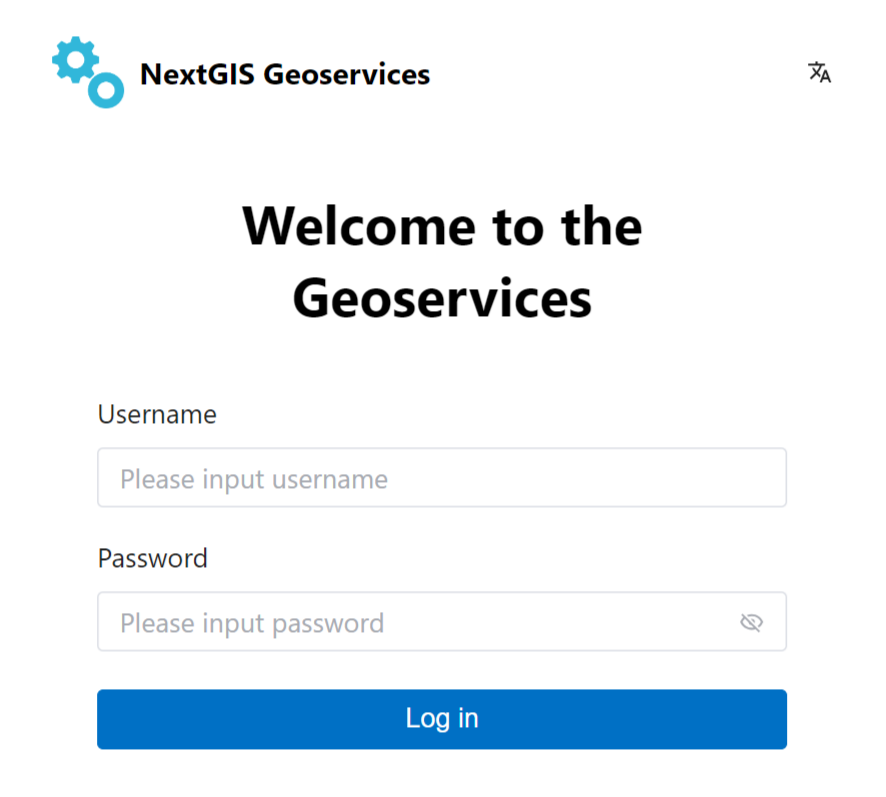 NextGIS Geoservices
Welcome to the
Geoservices
Username
Please input username
Password
Please input password
Log in